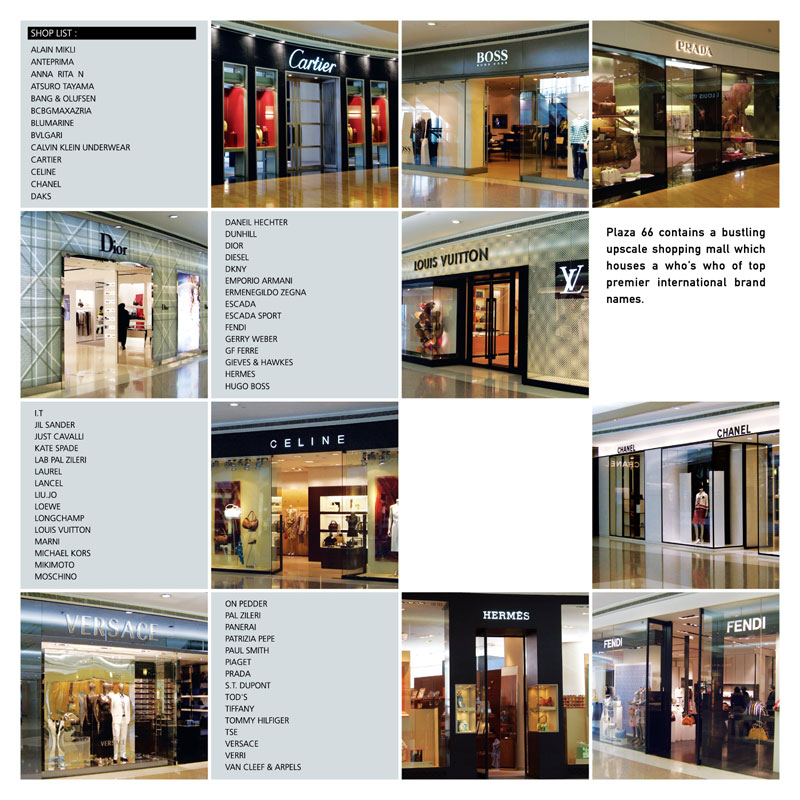 SHOP LIST :
ALAIN MIKLI
ANTEPRIMA
ANNA RITA N
ATSURO TAYAMA
BANG & OLUFSEN
BCBGMAXAZRIA
BLUMARINE
BVLGARI
CALVIN KLEIN UNDERWEAR
CARTIER
CELINE
CHANEL
DAKS
Cartier
BOSS
HUGO BOSS
BOSS
PRADA
Dior
Dior
DANEIL HECHTER
DUNHILL
DIOR
DIESEL
DKNY
EMPORIO ARMANI
ERMENEGILDO ZEGNA
ESCADA
ESCADA SPORT
FENDI
GERRY WEBER
GF FERRE
GIEVES & HAWKES
HERMES
HUGO BOSS
LOUIS VUITTON
LV
Plaza 66 contains a bustling
upscale shopping mall which
houses a who's who of top
premier international brand
names.
I.T
JIL SANDER
JUST CAVALLI
KATE SPADE
LAB PAL ZILERI
LAUREL
LANCEL
LIU.JO
LOEWE
LONGCHAMP
LOUIS VUITTON
MARNI
MICHAEL KORS
MIKIMOTO
MOSCHINO
CELINE
CHANEL
CHANEL
CHANEL
VERSACE
VERSACE
ON PEDDER
PAL ZILERI
PANERAI
PATRIZIA PEPE
PAUL SMITH
PIAGET
PRADA
S.T. DUPONT
TOD'S
TIFFANY
TOMMY HILFIGER
TSE
VERSACE
VERRI
VAN CLEEF & ARPELS
HERMÈS
FENDI
FENDI